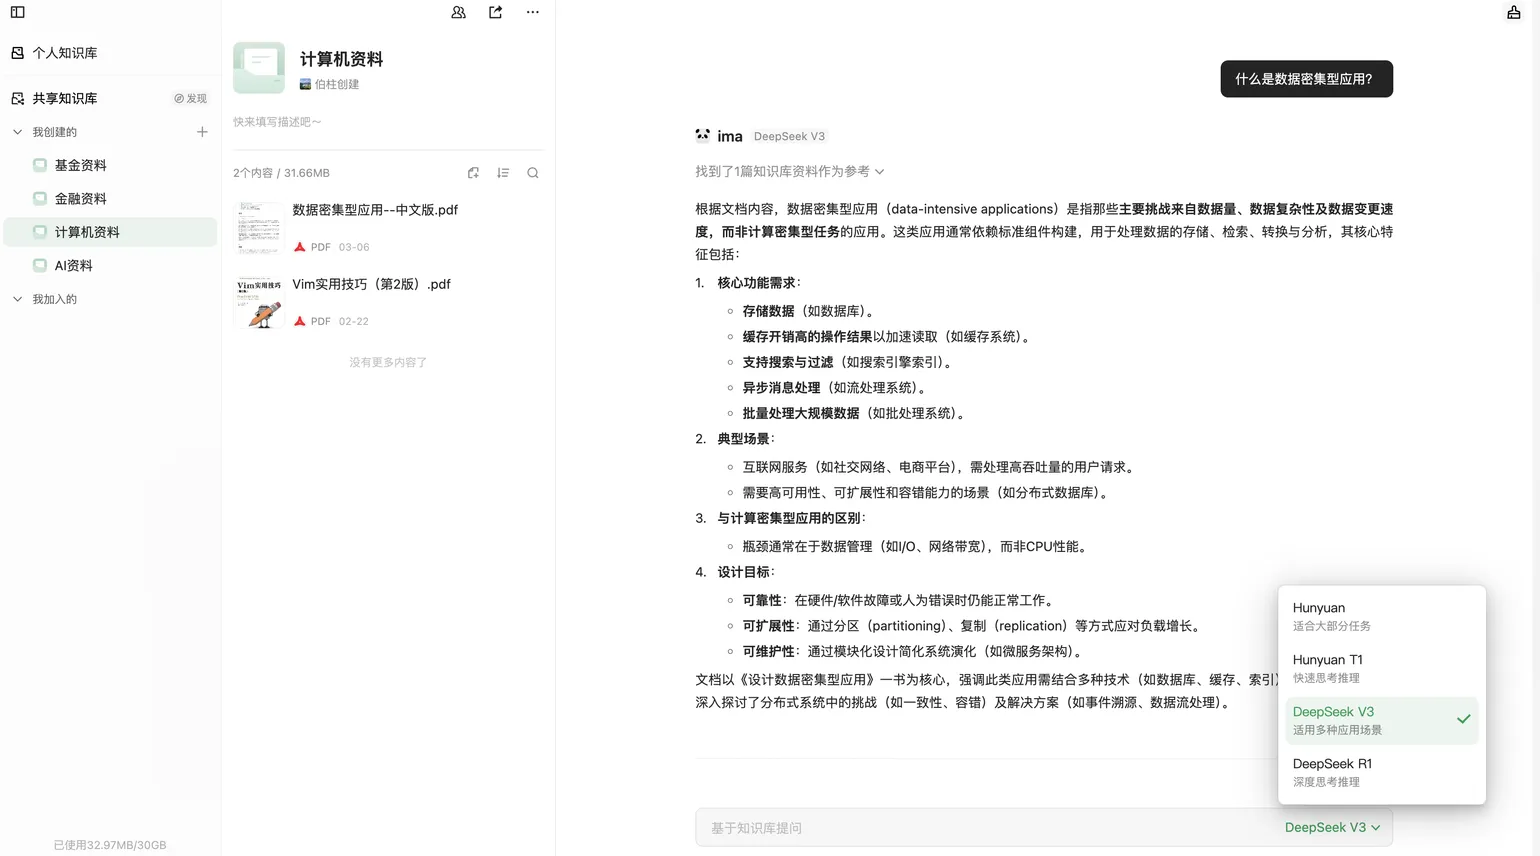 个人知识库
共享知识库
发现
我创建的
基金资料
金融资料
计算机资料
AI资料
我加入的
已使用32.97MB/30GB
计算机资料
伯柱创建
快来填写描述吧～
2个内容 / 31.66MB
数据密集型应用--中文版.pdf
PDF 03-06
Vim实用技巧
Vim实用技巧（第2版）.pdf
PDF 02-22
没有更多内容了
什么是数据密集型应用?
ima DeepSeek V3
找到了1篇知识库资料作为参考
根据文档内容，数据密集型应用（data-intensive applications）是指那些主要挑战来自数据量、数据复杂性及数据变更速
度，而非计算密集型任务的应用。这类应用通常依赖标准组件构建，用于处理数据的存储、检索、转换与分析，其核心特
征包括：
1. 核心功能需求：
存储数据（如数据库）。
缓存开销高的操作结果以加速读取（如缓存系统）。
支持搜索与过滤（如搜索引擎索引）。
异步消息处理（如流处理系统）。
批量处理大规模数据（如批处理系统）。
2. 典型场景：
互联网服务（如社交网络、电商平台），需处理高吞吐量的用户请求。
需要高可用性、可扩展性和容错能力的场景（如分布式数据库）。
3. 与计算密集型应用的区别：
瓶颈通常在于数据管理（如I/O、网络带宽），而非CPU性能。
4. 设计目标：
可靠性：在硬件/软件故障或人为错误时仍能正常工作。
可扩展性：通过分区（partitioning）、复制（replication）等方式应对负载增长。
可维护性：通过模块化设计简化系统演化（如微服务架构）。
文档以《设计数据密集型应用》一书为核心，强调此类应用需结合多种技术（如数据库、缓存、索引）
深入探讨了分布式系统中的挑战（如一致性、容错）及解决方案（如事件溯源、数据流处理）。
Hunyuan
适合大部分任务
Hunyuan T1
快速思考推理
DeepSeek V3
适用多种应用场景
DeepSeek R1
深度思考推理
基于知识库提问
DeepSeek V3